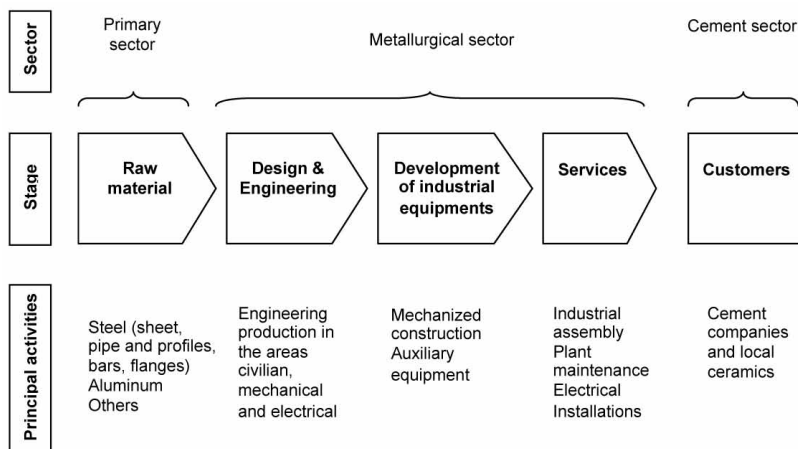 Sector
Primary
sector
Metallurgical sector
Cement sector
Stage
Raw
material
Design &
Engineering
Development
of industrial
equipments
Services
Customers
Principal activities
Steel (sheet,
pipe and profiles,
bars, flanges)
Aluminum
Others
Engineering
production in
the areas
civilian,
mechanical
and electrical
Mechanized
construction
Auxiliary
equipment
Industrial
assembly
Plant
maintenance
Electrical
Installations
Cement
companies
and local
ceramics